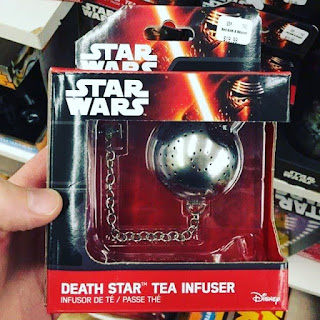 STAR
WARS
STAR
WARS
DEATH STAR™ TEA INFUSER
INFUSOR DE TÉ / PASSE THÉ
Disney